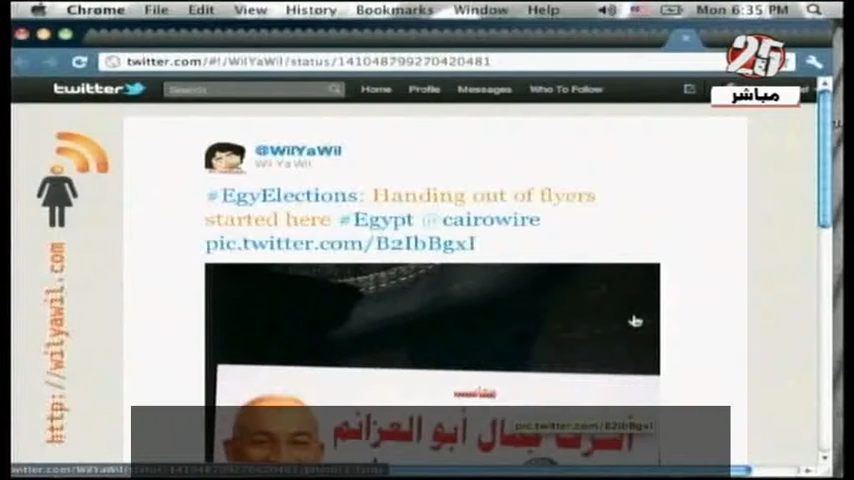 Chrome File Edit View History Bookmarks Window Help Mon 6:35 PM
twitter.com/#!/WilYaWil/status/141048799270420481
25
مباشر
twitter Search Home Profile Messages Who To Follow
@WilYaWil
Wil Ya Wil
#EgyElections: Handing out of flyers
started here #Egypt @cairowire
pic.twitter.com/B2IbBgxI
http://wilyawil.com
أشرف جمال أبو العزائم
pic.twitter.com/B2IbBgxI